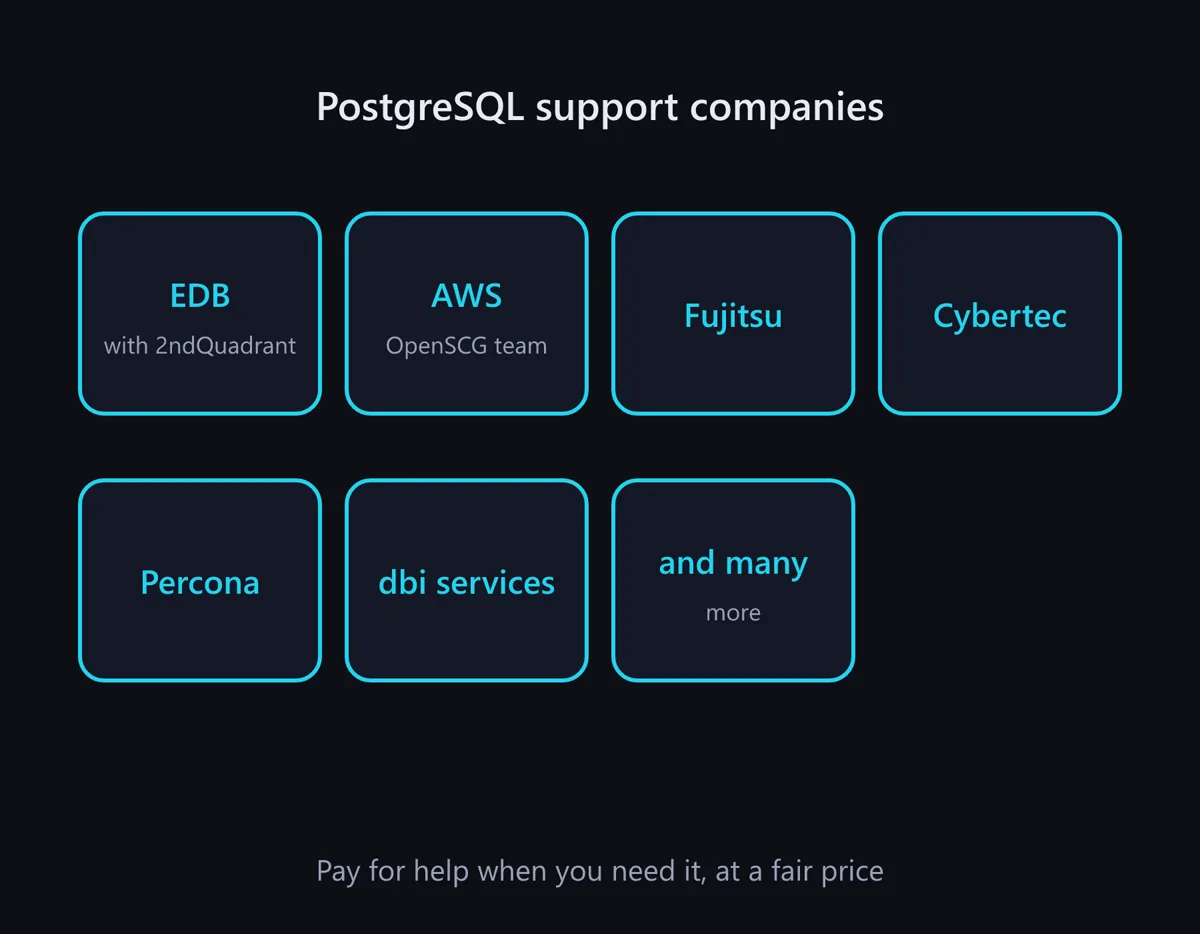 PostgreSQL support companies
EDB
with 2ndQuadrant
AWS
OpenSCG team
Fujitsu
Cybertec
Percona
dbi services
and many
more
Pay for help when you need it, at a fair price